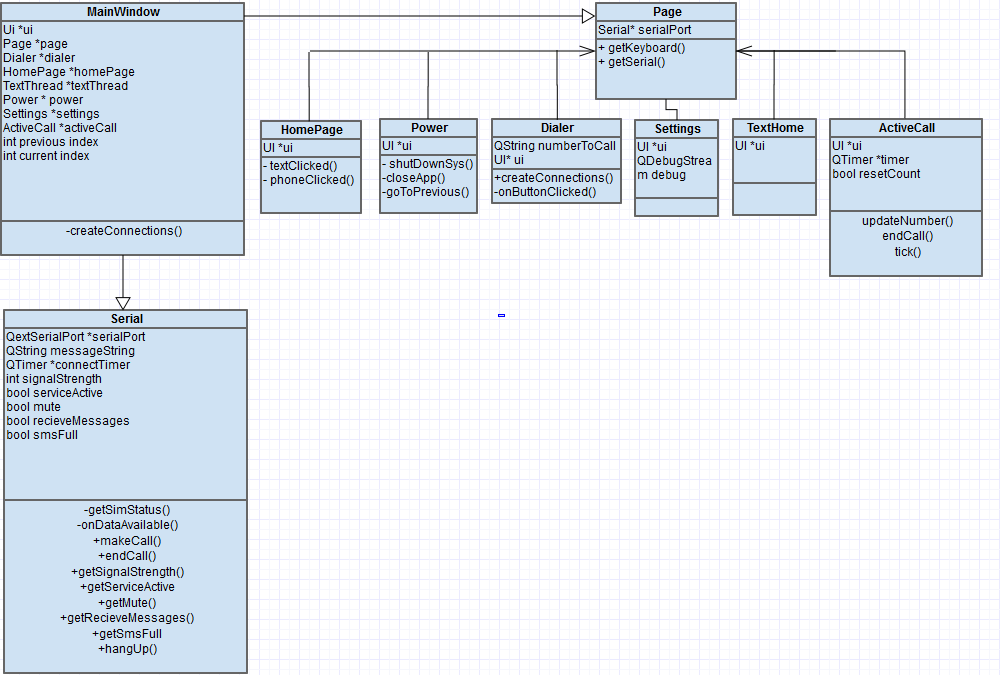 MainWindow
Ui *ui
Page *page
Dialer *dialer
HomePage *homePage
TextThread *textThread
Power * power
Settings *settings
ActiveCall *activeCall
int previous index
int current index
-createConnections()
Page
Serial* serialPort
+ getKeyboard()
+ getSerial()
HomePage
UI *ui
- textClicked()
- phoneClicked()
Power
UI *ui
- shutDownSys()
-closeApp()
-goToPrevious()
Dialer
QString numberToCall
UI* ui
+createConnections()
-onButtonClicked()
Settings
UI *ui
QDebugStrea
m debug
TextHome
UI *ui
ActiveCall
UI *ui
QTimer *timer
bool resetCount
updateNumber()
endCall()
tick()
Serial
QextSerialPort *serialPort
QString messageString
QTimer *connectTimer
int signalStrength
bool serviceActive
bool mute
bool recieveMessages
bool smsFull
-getSimStatus()
-onDataAvailable()
+makeCall()
+endCall()
+getSignalStrength()
+getServiceActive
+getMute()
+getRecieveMessages()
+getSmsFull
+hangUp()